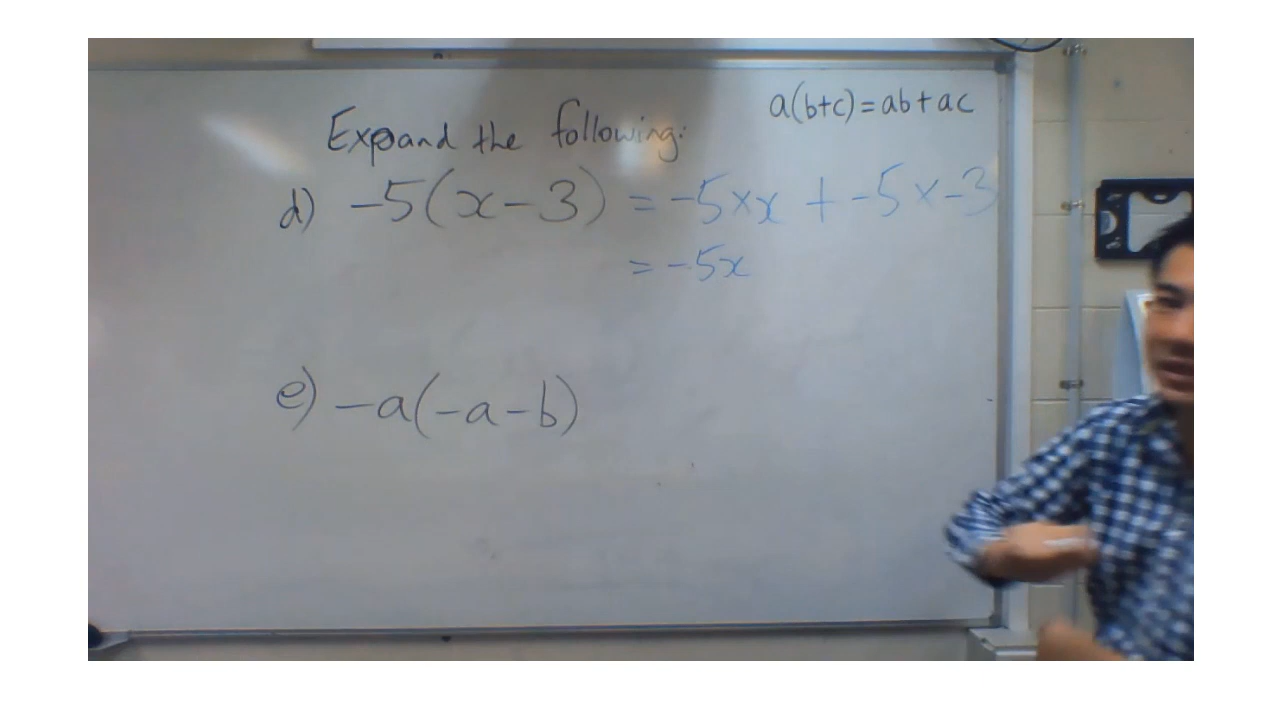 a(b+c)=ab+ac
Expand the following:
d) -5(x-3) = -5×x + -5×-3
= -5x
e) -a(-a-b)